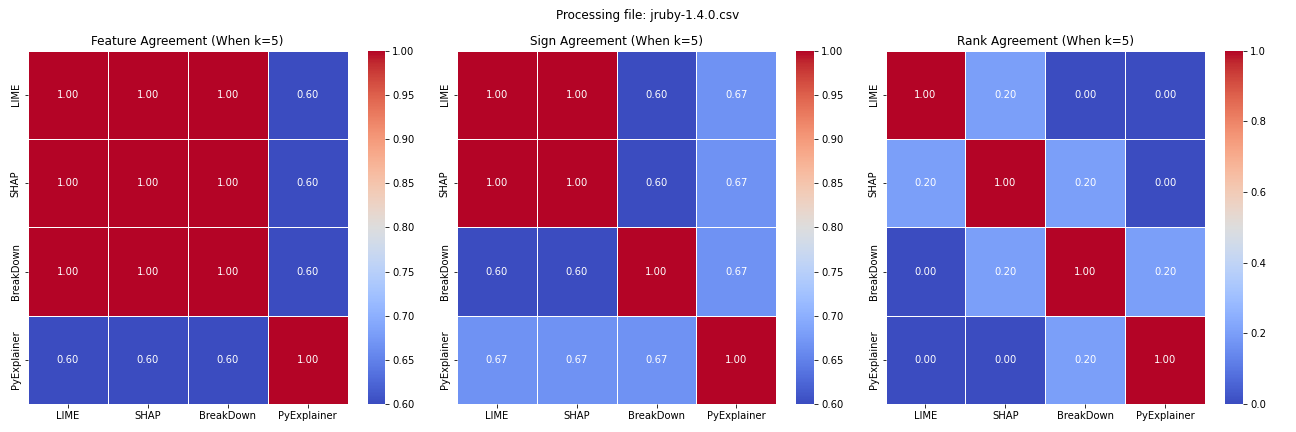 Processing file: jruby-1.4.0.csv
Feature Agreement (When k=5)
LIME
SHAP
BreakDown
PyExplainer
1.00 1.00 1.00 0.60
1.00 1.00 1.00 0.60
1.00 1.00 1.00 0.60
0.60 0.60 0.60 1.00
LIME SHAP BreakDown PyExplainer
1.00
0.95
0.90
0.85
0.80
0.75
0.70
0.65
0.60
Sign Agreement (When k=5)
LIME
SHAP
BreakDown
PyExplainer
1.00 1.00 0.60 0.67
1.00 1.00 0.60 0.67
0.60 0.60 1.00 0.67
0.67 0.67 0.67 1.00
LIME SHAP BreakDown PyExplainer
1.00
0.95
0.90
0.85
0.80
0.75
0.70
0.65
0.60
Rank Agreement (When k=5)
LIME
SHAP
BreakDown
PyExplainer
1.00 0.20 0.00 0.00
0.20 1.00 0.20 0.00
0.00 0.20 1.00 0.20
0.00 0.00 0.20 1.00
LIME SHAP BreakDown PyExplainer
1.0
0.8
0.6
0.4
0.2
0.0